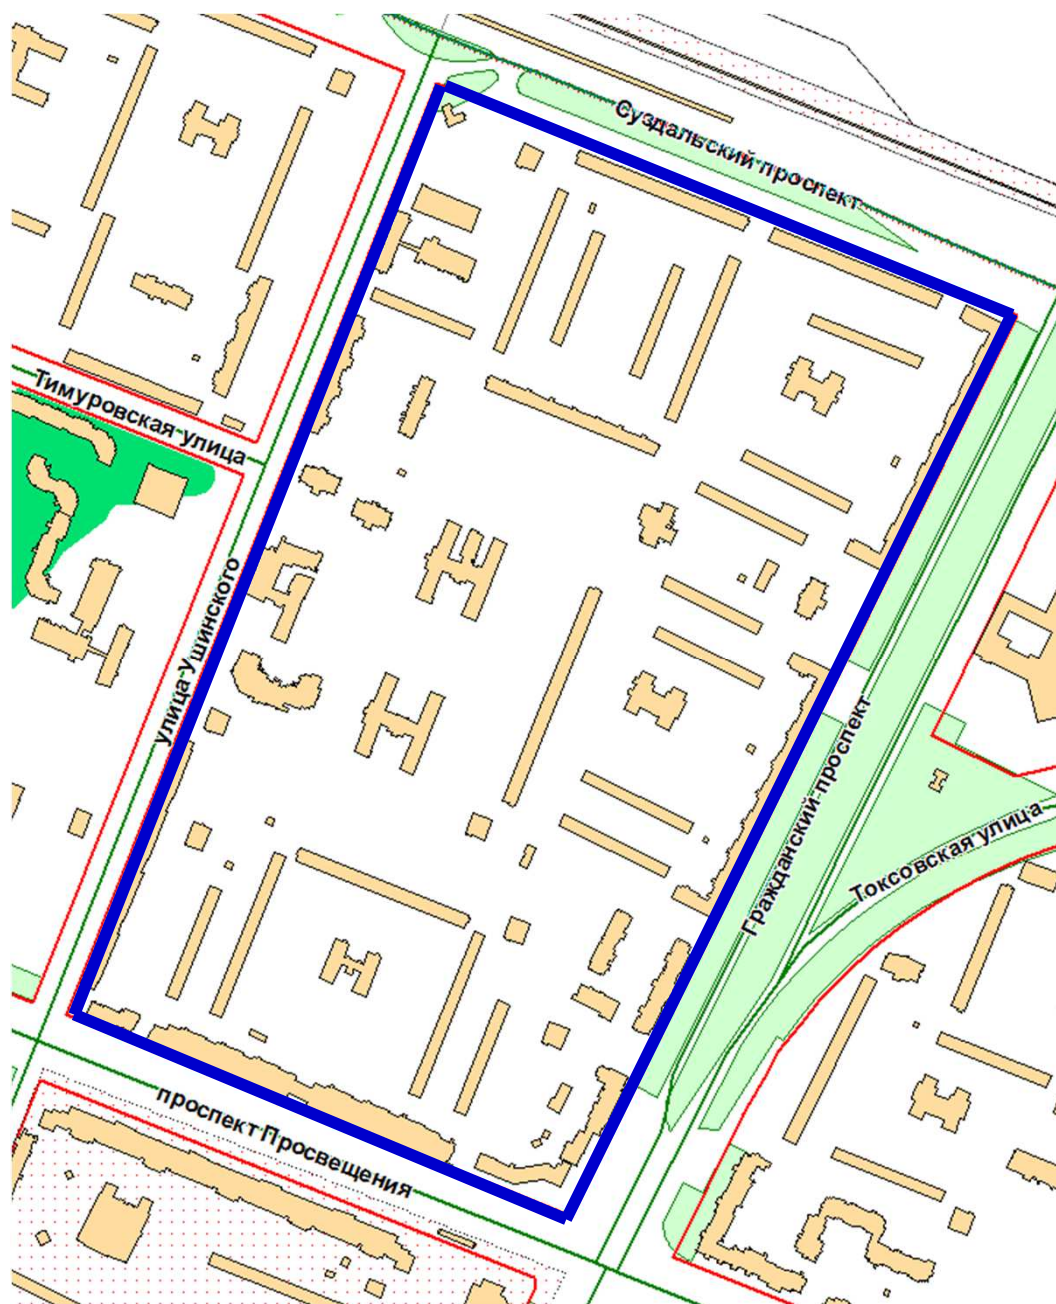 Суздальский проспект
Тимуровская улица
улица Ушинского
Гражданский проспект
Токсовская улица
проспект Просвещения